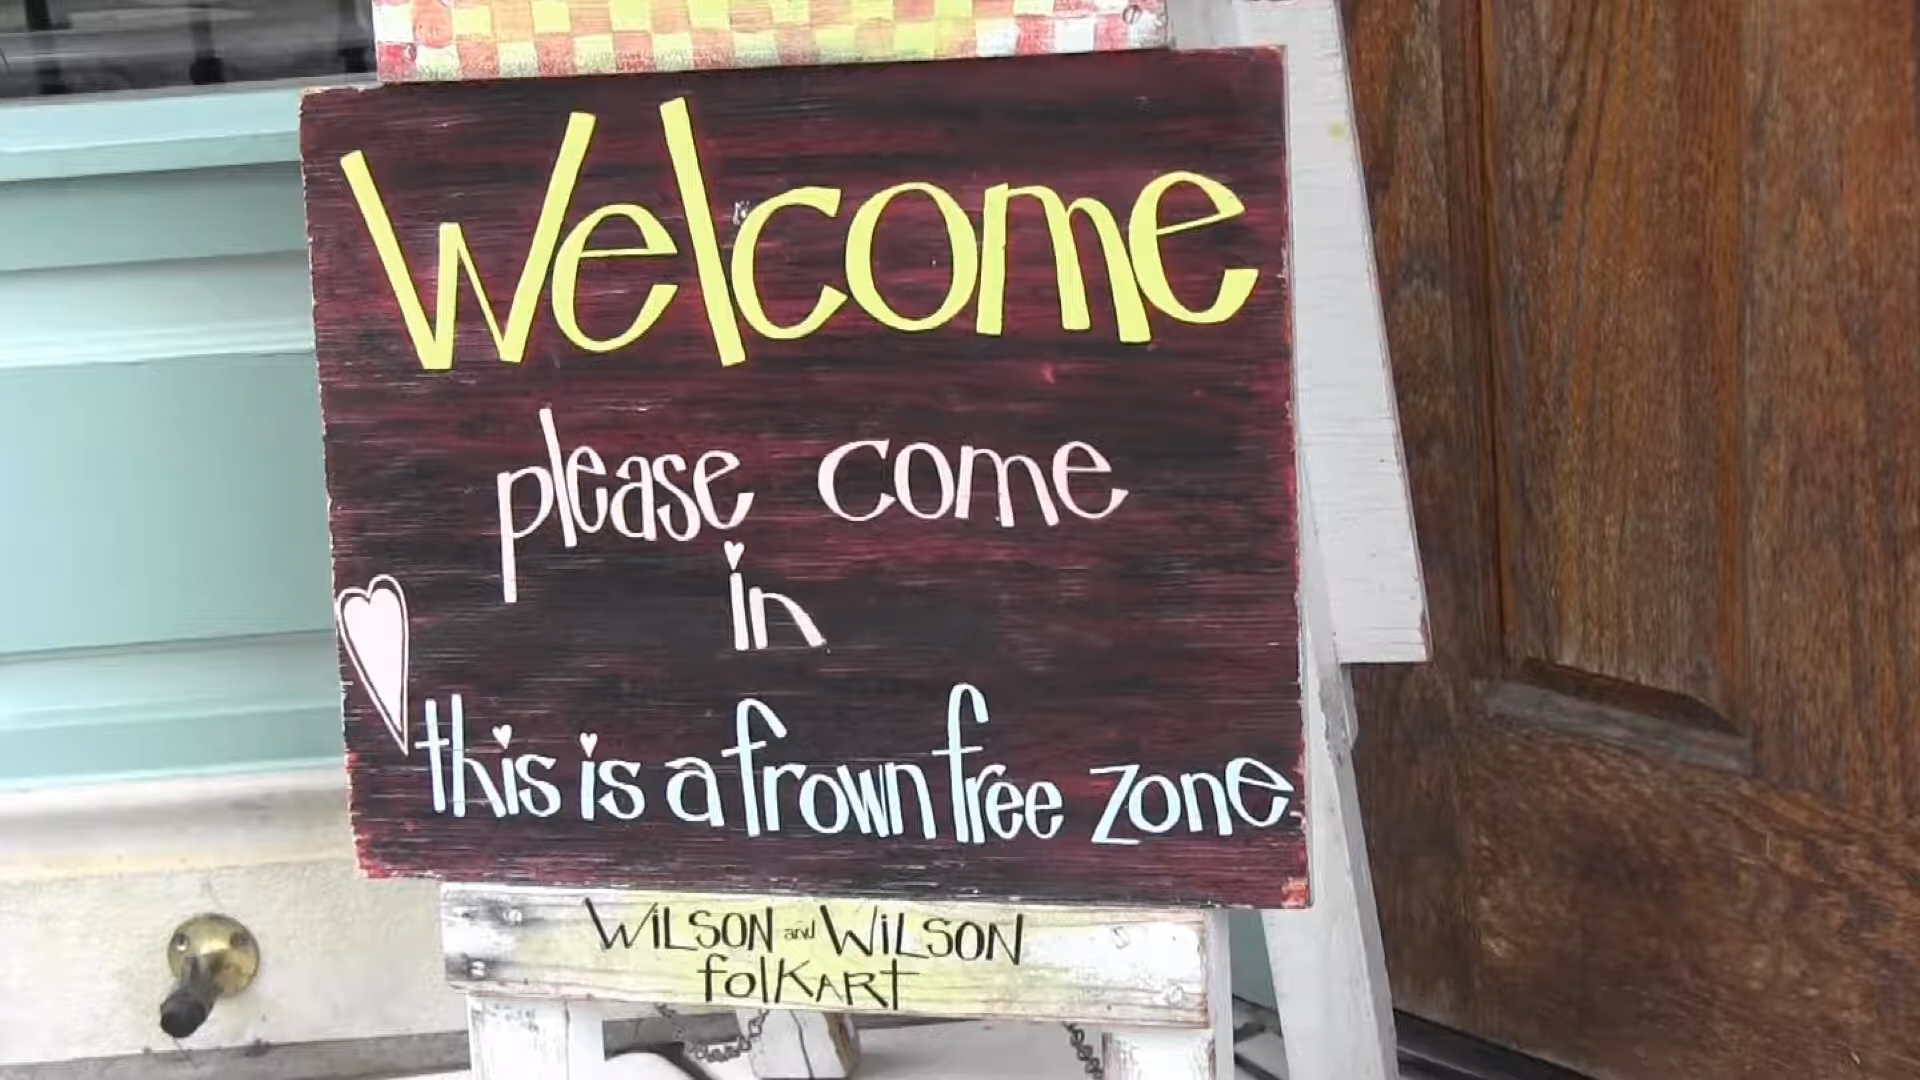 Welcome
please come
in
this is a frown free zone
WiLSON and WiLSON
folKART